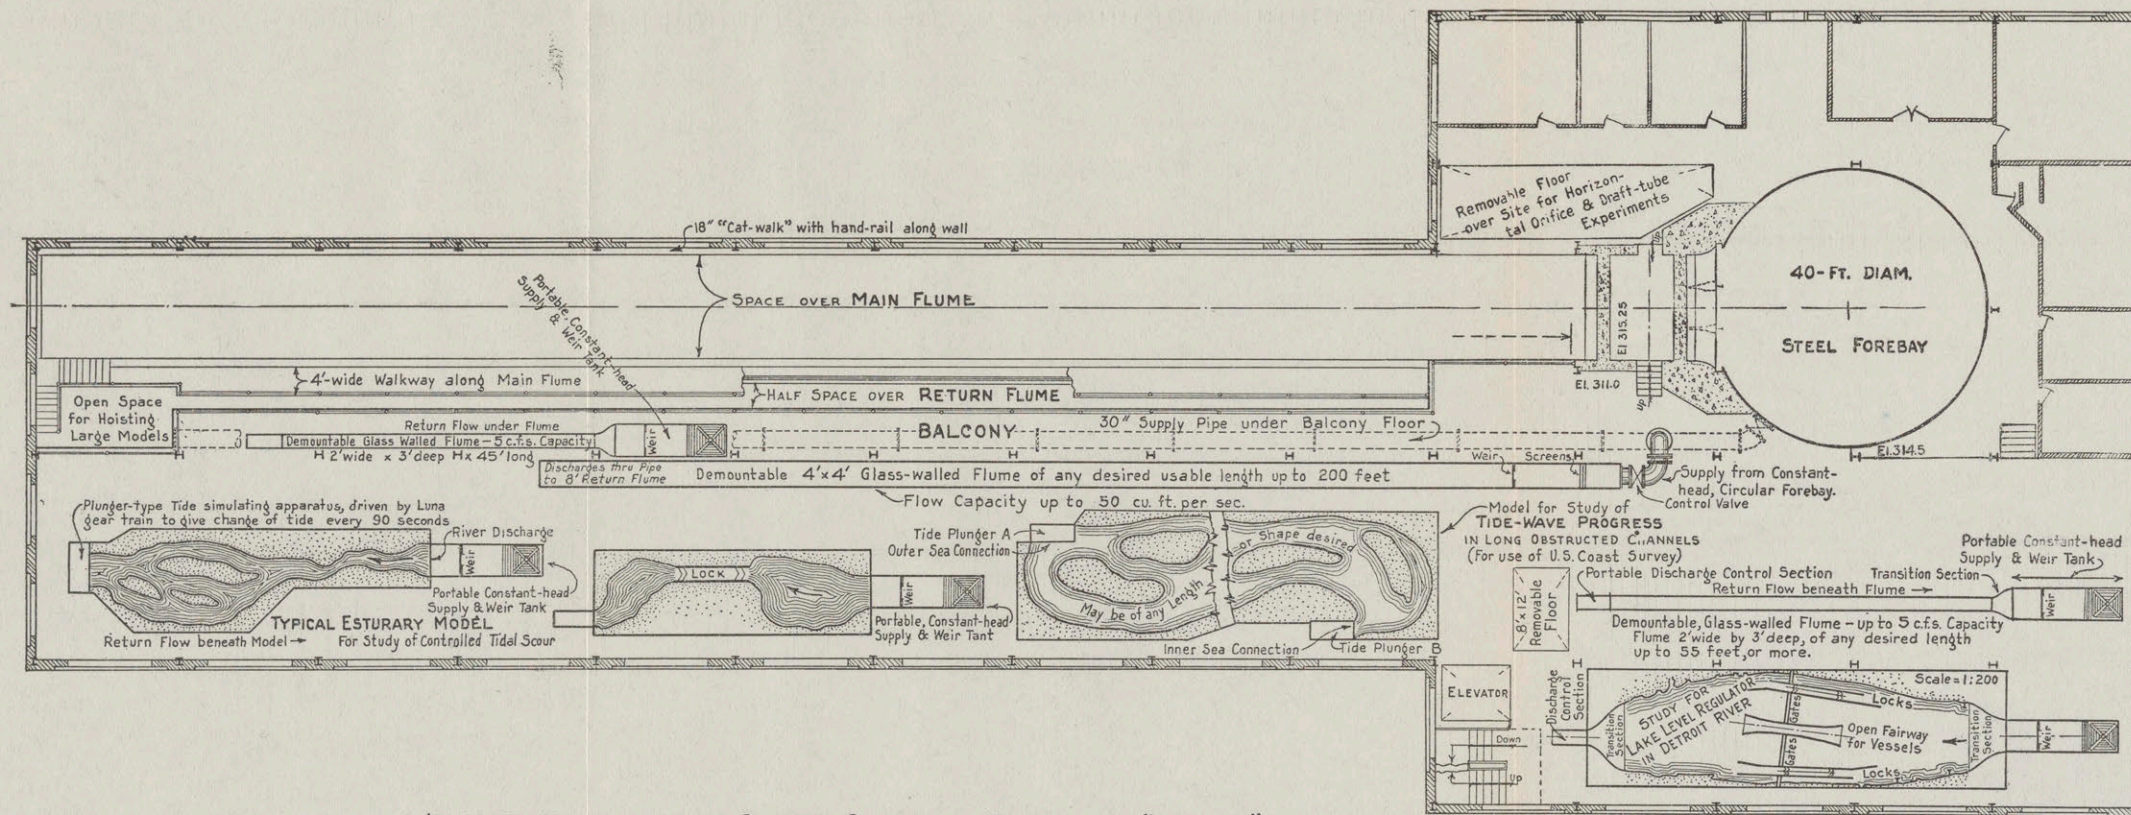 Removable Floor
over Site for Horizon-
tal Orifice & Draft-tube
Experiments
18" "Cat-walk" with hand-rail along wall
Up
Portable, Constant-head
Supply & Weir Tank
SPACE OVER MAIN FLUME
El 315.25
40-FT. DIAM.
STEEL FOREBAY
4'-wide Walkway along Main Flume
HALF SPACE OVER RETURN FLUME
El. 311.0
Up
Open Space
for Hoisting
Large Models
Return Flow under Flume
Demountable Glass Walled Flume - 5 c.f.s. Capacity
2' wide x 3' deep x 45' long
Weir
BALCONY
30" Supply Pipe under Balcony Floor
El.314.5
Discharges thru Pipe
to 8' Return Flume
Demountable 4'x4' Glass-walled Flume of any desired usable length up to 200 feet
Weir
Screens
Supply from Constant-
head, Circular Forebay.
Control Valve
Flow Capacity up to 50 cu. ft. per sec.
Plunger-type Tide simulating apparatus, driven by Luna
gear train to give change of tide every 90 seconds
River Discharge
Weir
Portable Constant-head
Supply & Weir Tank
TYPICAL ESTURARY MODEL
Return Flow beneath Model
For Study of Controlled Tidal Scour
LOCK
Weir
Portable, Constant-head
Supply & Weir Tant
Tide Plunger A
Outer Sea Connection
or Shape desired
May be of any Length
Inner Sea Connection
Tide Plunger B
Model for Study of
TIDE-WAVE PROGRESS
IN LONG OBSTRUCTED CHANNELS
(For use of U.S. Coast Survey)
8'x12'
Removable
Floor
Portable Constant-head
Supply & Weir Tank
Portable Discharge Control Section
Transition Section
Return Flow beneath Flume
Weir
Demountable, Glass-walled Flume - up to 5 c.f.s. Capacity
Flume 2' wide by 3' deep, of any desired length
up to 55 feet, or more.
ELEVATOR
Down
Up
Discharge
Control
Section
Transition
Section
STUDY FOR
LAKE LEVEL REGULATOR
IN DETROIT RIVER
Gates
Gates
Locks
Locks
Open Fairway
for Vessels
Scale=1:200
Transition
Section
Weir